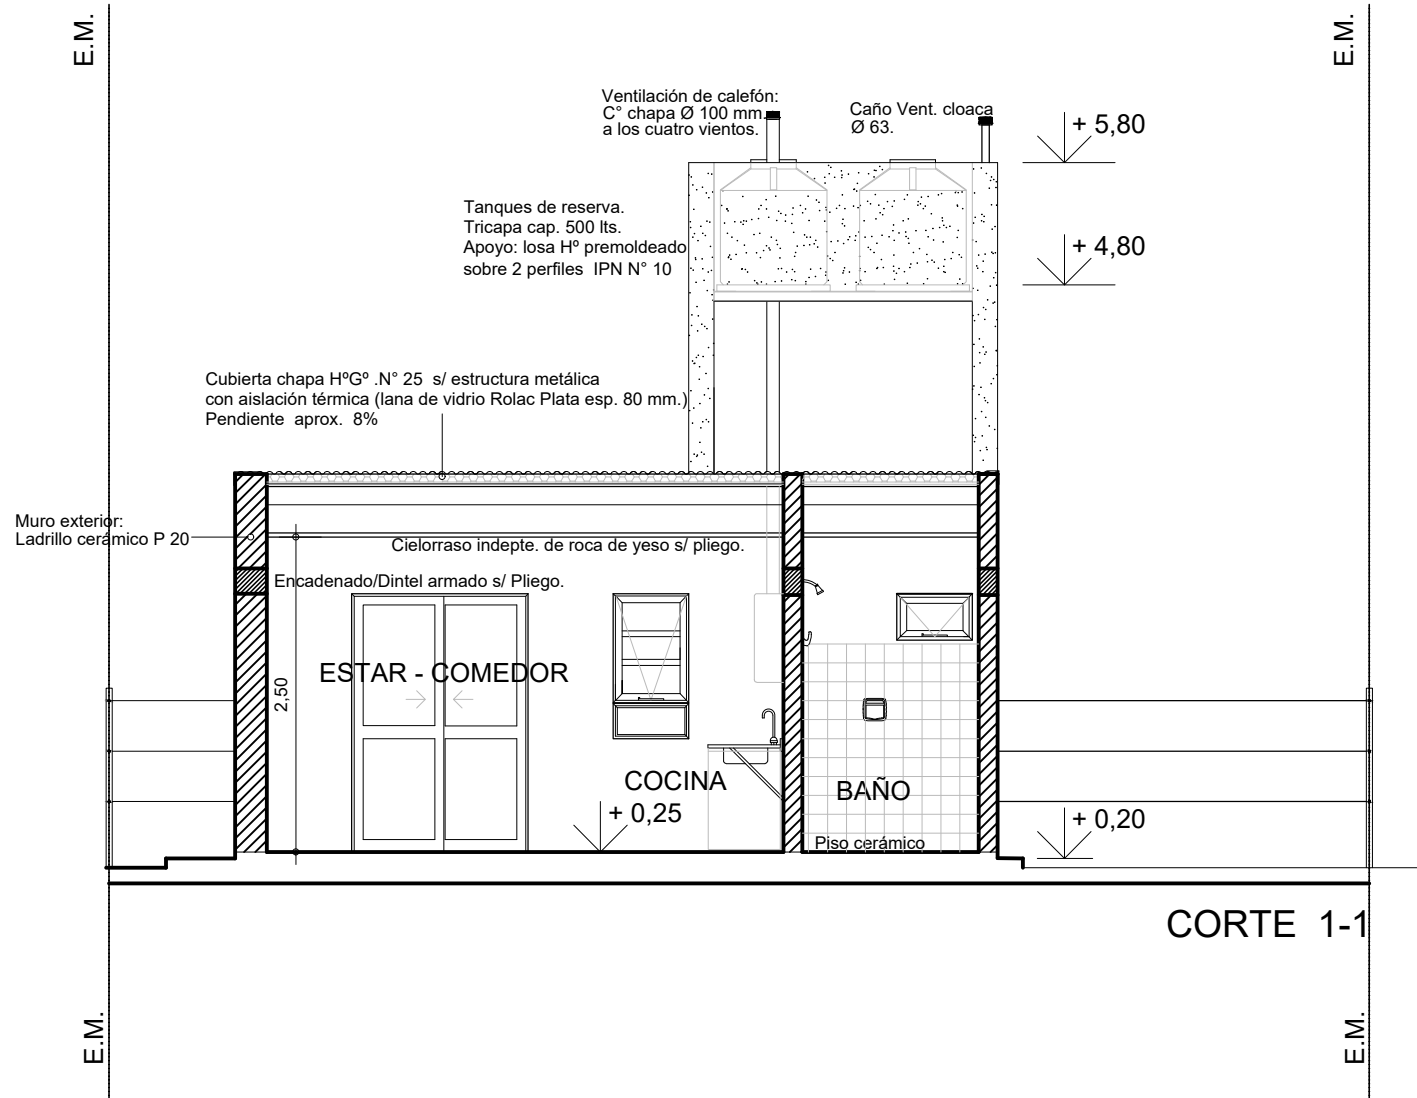 E.M.
E.M.
Ventilación de calefón:
C° chapa Ø 100 mm.
a los cuatro vientos.
Caño Vent. cloaca
Ø 63.
+ 5,80
Tanques de reserva.
Tricapa cap. 500 lts.
Apoyo: losa Hº premoldeado
sobre 2 perfiles IPN N° 10
+ 4,80
Cubierta chapa HºGº .N° 25 s/ estructura metálica
con aislación térmica (lana de vidrio Rolac Plata esp. 80 mm.)
Pendiente aprox. 8%
Muro exterior:
Ladrillo cerámico P 20
Cielorraso indepte. de roca de yeso s/ pliego.
Encadenado/Dintel armado s/ Pliego.
ESTAR - COMEDOR
2,50
COCINA
BAÑO
+ 0,25
+ 0,20
Piso cerámico
CORTE 1-1
E.M.
E.M.